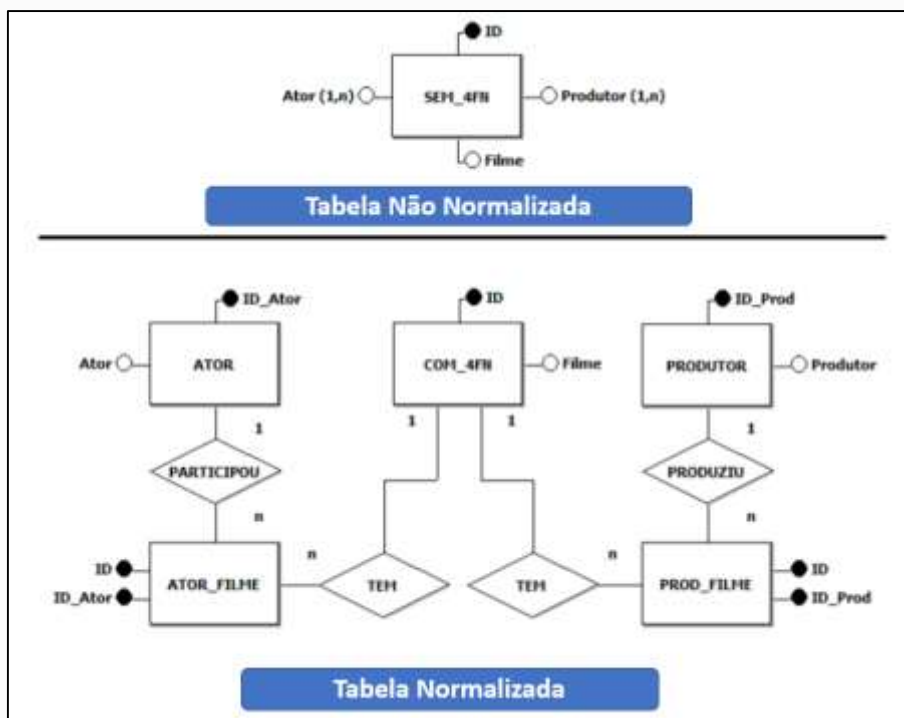 ID
Ator (1,n)
SEM_4FN
Produtor (1,n)
Filme
Tabela Não Normalizada
ID_Ator
ID
ID_Prod
Ator
ATOR
COM_4FN
Filme
PRODUTOR
Produtor
1
1
1
1
PARTICIPOU
PRODUZIU
n
n
n
n
ID
ID_Ator
ATOR_FILME
TEM
TEM
PROD_FILME
ID
ID_Prod
Tabela Normalizada